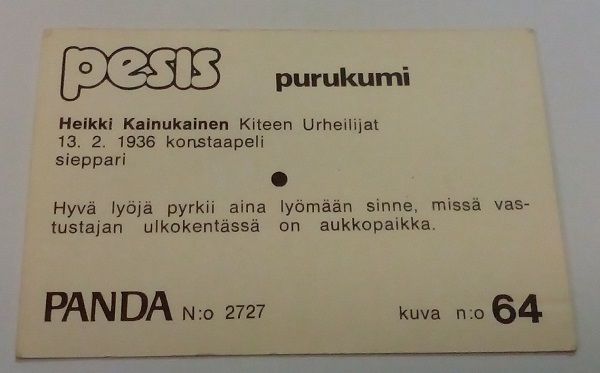 pesis purukumi
Heikki Kainukainen Kiteen Urheilijat
13. 2. 1936 konstaapeli
sieppari
Hyvä lyöjä pyrkii aina lyömään sinne, missä vas-
tustajan ulkokentässä on aukkopaikka.
PANDA N:o 2727 kuva n:o 64